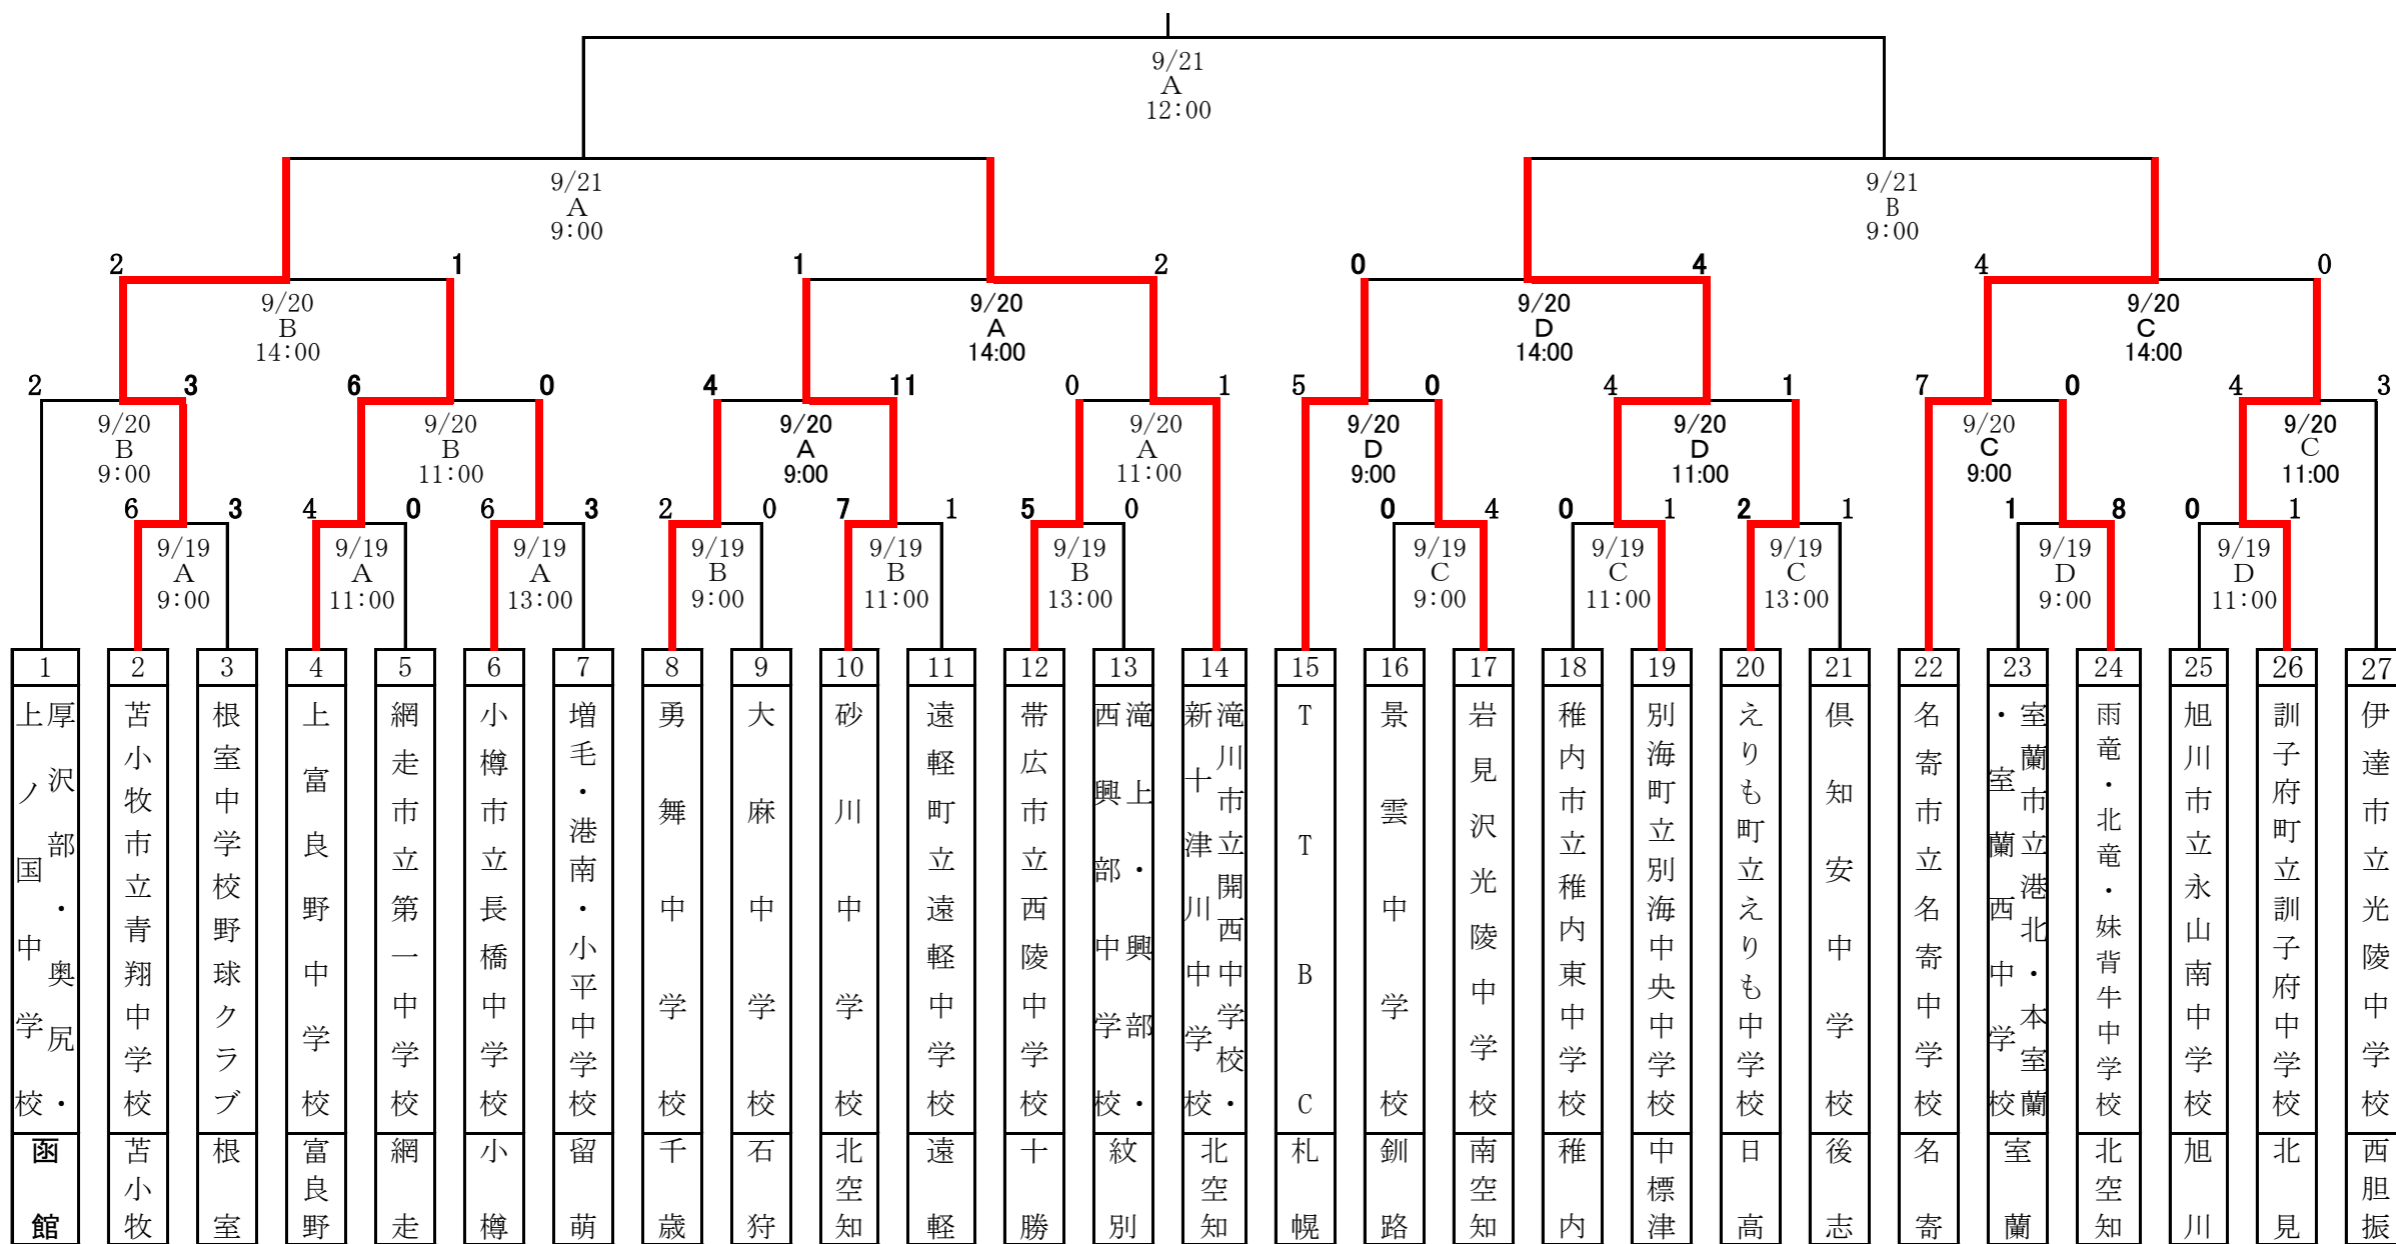 9/21
A
12:00
9/21
A
9:00
9/21
B
9:00
2 1 1 2 0 4 4 0
9/20
B
14:00
9/20
A
14:00
9/20
D
14:00
9/20
C
14:00
2 3 6 0 4 11 0 1 5 0 4 1 7 0 4 3
9/20
B
9:00
9/20
B
11:00
9/20
A
9:00
9/20
A
11:00
9/20
D
9:00
9/20
D
11:00
9/20
C
9:00
9/20
C
11:00
6 3 4 0 6 3 2 0 7 1 5 0 0 4 0 1 2 1 1 8 0 1
9/19
A
9:00
9/19
A
11:00
9/19
A
13:00
9/19
B
9:00
9/19
B
11:00
9/19
B
13:00
9/19
C
9:00
9/19
C
11:00
9/19
C
13:00
9/19
D
9:00
9/19
D
11:00
1
厚沢部・奥尻・
上ノ国中学校
函館
2
苫小牧市立青翔中学校
苫小牧
3
根室中学校野球クラブ
根室
4
上富良野中学校
富良野
5
網走市立第一中学校
網走
6
小樽市立長橋中学校
小樽
7
増毛・港南・小平中学校
留萌
8
勇舞中学校
千歳
9
大麻中学校
石狩
10
砂川中学校
北空知
11
遠軽町立遠軽中学校
遠軽
12
帯広市立西陵中学校
十勝
13
滝上・興部・
西興部中学校
紋別
14
滝川市立開西中学校・
新十津川中学校
北空知
15
TTBC
札幌
16
景雲中学校
釧路
17
岩見沢光陵中学校
南空知
18
稚内市立稚内東中学校
稚内
19
別海町立別海中央中学校
中標津
20
えりも町立えりも中学校
日高
21
倶知安中学校
後志
22
名寄市立名寄中学校
名寄
23
室蘭市立港北・本室蘭
・室蘭西中学校
室蘭
24
雨竜・北竜・妹背牛中学校
北空知
25
旭川市立永山南中学校
旭川
26
訓子府町立訓子府中学校
北見
27
伊達市立光陵中学校
西胆振